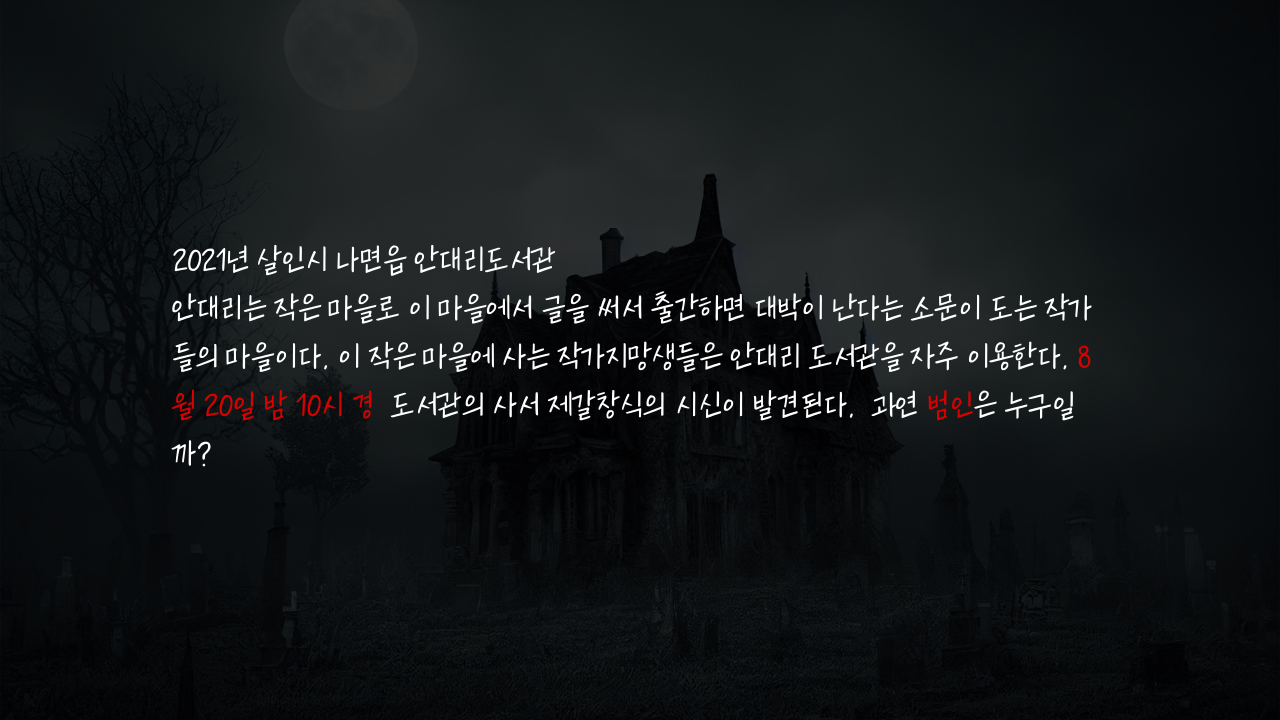 2021년 살인시 나면읍 안대리도서관
안대리는 작은 마을로 이 마을에서 글을 써서 출간하면 대박이 난다는 소문이 도는 작가
들의 마을이다. 이 작은 마을에 사는 작가지망생들은 안대리 도서관을 자주 이용한다. 8
월 20일 밤 10시 경 도서관의 사서 제갈창식의 시신이 발견된다. 과연 범인은 누구일
까?